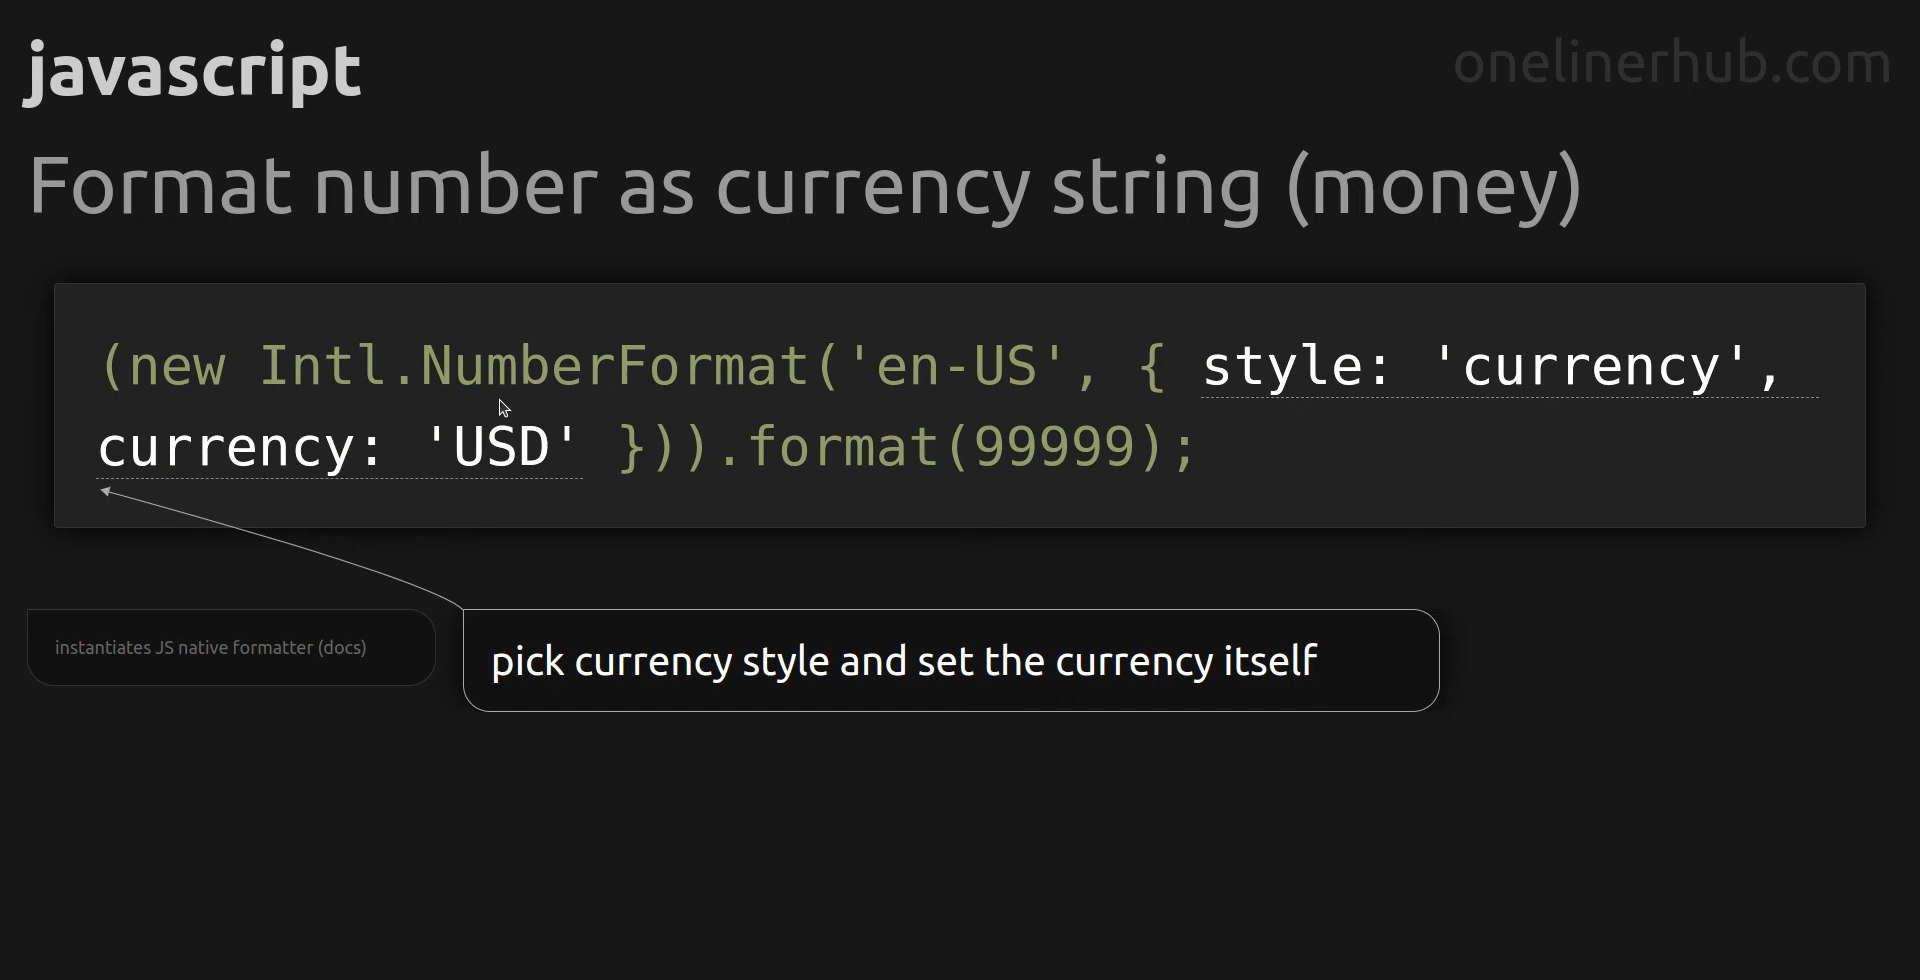 javascript
onelinerhub.com
Format number as currency string (money)
(new Intl.NumberFormat('en-US', { style: 'currency',
currency: 'USD' })).format(99999);
instantiates JS native formatter (docs)
pick currency style and set the currency itself